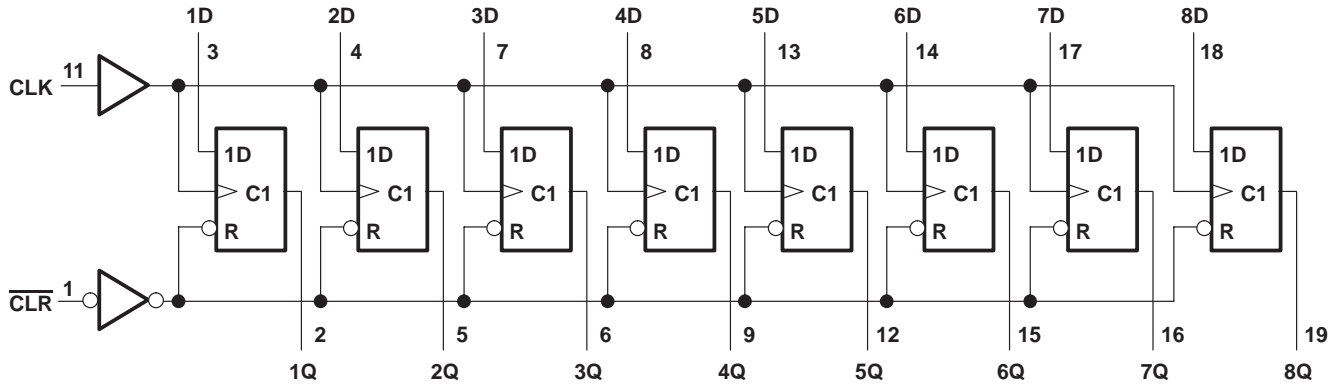 1D 2D 3D 4D 5D 6D 7D 8D
3 4 7 8 13 14 17 18
CLK 11
1D 1D 1D 1D 1D 1D 1D 1D
C1 C1 C1 C1 C1 C1 C1 C1
R R R R R R R R
CLR 1
2 5 6 9 12 15 16 19
1Q 2Q 3Q 4Q 5Q 6Q 7Q 8Q